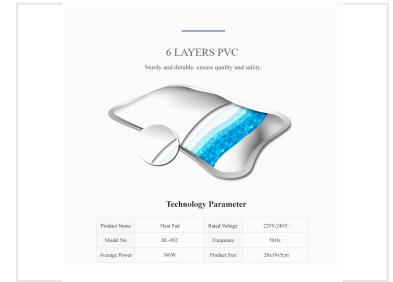 6 LAYERS PVC
Sturdy and durable, ensure quality and safety.
Technology Parameter
Product Name Heat Pad Rated Voltage 220V-240V~
Model No. BL-002 Frequency 50Hz
Average Power 360W Product Size 26x19x5cm